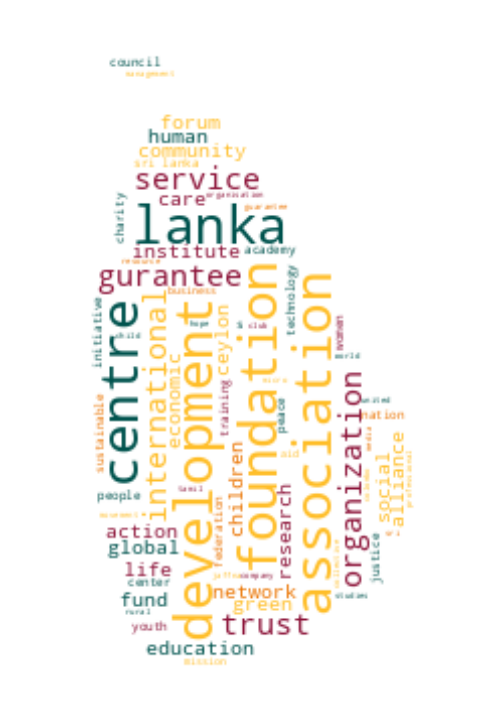 council
management
forum
human
community
sri lanka
service
care
organisation
charity
guarantee
lanka
institute
academy
resource
gurantee
business
technology
initiative
centre
international
development
foundation
association
hope
club
child
ceylon
economic
women
world
micro
training
peace
organization
united
nation
sustainable
media
social
alliance
professional
old
children
people
tamil
research
federation
action
global
justice
life
center
jaffna
company
fund
network
studies
green
rural
youth
trust
education
mission